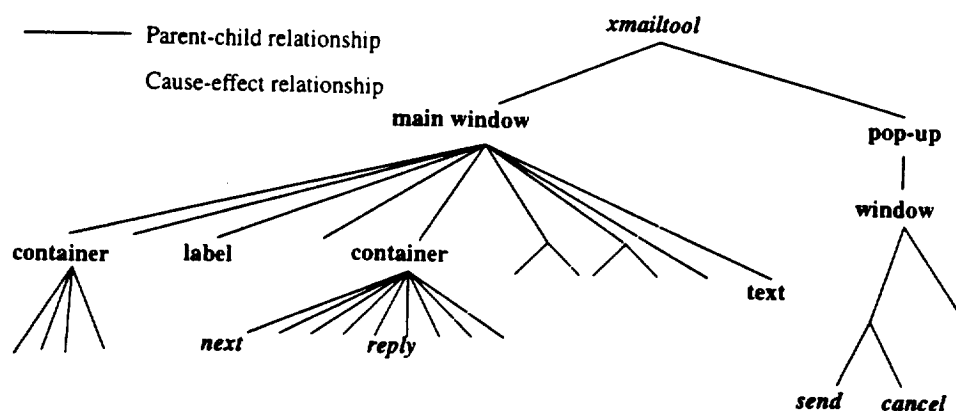 xmailtool
Parent-child relationship
Cause-effect relationship
main window
pop-up
window
container
label
container
text
next
reply
send
cancel